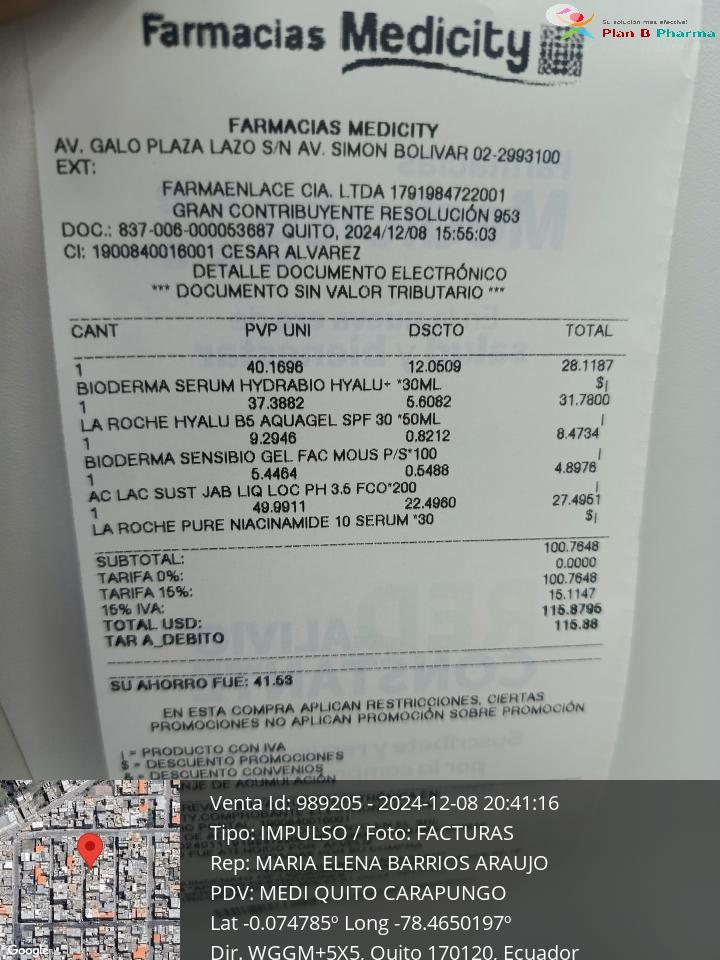 Su solución mas efectiva!
Plan B Pharma
Farmacias Medicity
FARMACIAS MEDICITY
AV. GALO PLAZA LAZO S/N AV. SIMON BOLIVAR 02-2993100
EXT:
FARMAENLACE CIA. LTDA 1791984722001
GRAN CONTRIBUYENTE RESOLUCIÓN 953
DOC.: 837-006-000053687 QUITO, 2024/12/08 15:55:03
CI: 1900840016001 CESAR ALVAREZ
DETALLE DOCUMENTO ELECTRÓNICO
*** DOCUMENTO SIN VALOR TRIBUTARIO ***
CANT PVP UNI DSCTO TOTAL
1 40.1696 12.0509 28.1187
BIODERMA SERUM HYDRABIO HYALU+ *30ML $|
1 37.3882 5.6082 31.7800
LA ROCHE HYALU B5 AQUAGEL SPF 30 *50ML |
1 9.2946 0.8212 8.4734
BIODERMA SENSIBIO GEL FAC MOUS P/S*100 |
1 5.4464 0.5488 4.8976
AC LAC SUST JAB LIQ LOC PH 3.5 FCO*200 |
1 49.9911 22.4960 27.4951
LA ROCHE PURE NIACINAMIDE 10 SERUM *30 $|
SUBTOTAL: 100.7648
TARIFA 0%: 0.0000
TARIFA 15%: 100.7648
15% IVA: 15.1147
TOTAL USD: 115.8795
TAR A_DEBITO 115.88
SU AHORRO FUE: 41.53
EN ESTA COMPRA APLICAN RESTRICCIONES, CIERTAS
PROMOCIONES NO APLICAN PROMOCIÓN SOBRE PROMOCIÓN
| = PRODUCTO CON IVA
$ = DESCUENTO PROMOCIONES
& = DESCUENTO CONVENIOS
NJE DE ACUMULACIÓN
Venta Id: 989205 - 2024-12-08 20:41:16
Tipo: IMPULSO / Foto: FACTURAS
Rep: MARIA ELENA BARRIOS ARAUJO
PDV: MEDI QUITO CARAPUNGO
Lat -0.074785º Long -78.4650197º
Dir. WGGM+5X5, Quito 170120, Ecuador
Google